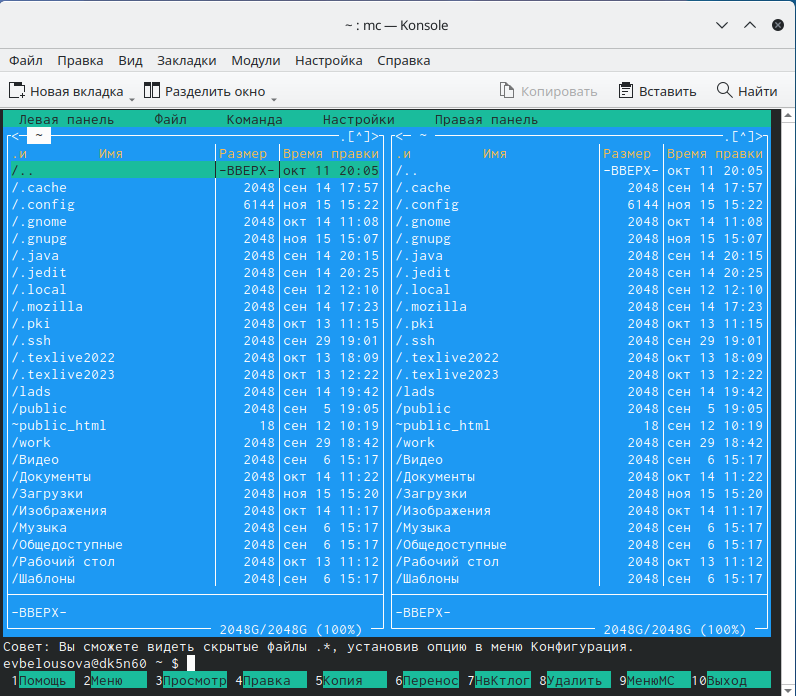 ~ : mc — Konsole
Файл Правка Вид Закладки Модули Настройка Справка
Новая вкладка Разделить окно Копировать Вставить Найти
Левая панель Файл Команда Настройки Правая панель
<─ ~ .[^]> <─ ~ .[^]>
.и Имя Размер Время правки .и Имя Размер Время правки
/.. -ВВЕРХ- окт 11 20:05 /.. -ВВЕРХ- окт 11 20:05
/.cache 2048 сен 14 17:57 /.cache 2048 сен 14 17:57
/.config 6144 ноя 15 15:22 /.config 6144 ноя 15 15:22
/.gnome 2048 окт 14 11:08 /.gnome 2048 окт 14 11:08
/.gnupg 2048 ноя 15 15:07 /.gnupg 2048 ноя 15 15:07
/.java 2048 сен 14 20:15 /.java 2048 сен 14 20:15
/.jedit 2048 сен 14 20:25 /.jedit 2048 сен 14 20:25
/.local 2048 сен 12 12:10 /.local 2048 сен 12 12:10
/.mozilla 2048 сен 14 17:23 /.mozilla 2048 сен 14 17:23
/.pki 2048 окт 13 11:15 /.pki 2048 окт 13 11:15
/.ssh 2048 сен 29 19:01 /.ssh 2048 сен 29 19:01
/.texlive2022 2048 окт 13 18:09 /.texlive2022 2048 окт 13 18:09
/.texlive2023 2048 окт 13 12:22 /.texlive2023 2048 окт 13 12:22
/lads 2048 сен 14 19:42 /lads 2048 сен 14 19:42
/public 2048 сен 5 19:05 /public 2048 сен 5 19:05
~public_html 18 сен 12 10:19 ~public_html 18 сен 12 10:19
/work 2048 сен 29 18:42 /work 2048 сен 29 18:42
/Видео 2048 сен 6 15:17 /Видео 2048 сен 6 15:17
/Документы 2048 окт 14 11:22 /Документы 2048 окт 14 11:22
/Загрузки 2048 ноя 15 15:20 /Загрузки 2048 ноя 15 15:20
/Изображения 2048 окт 14 11:17 /Изображения 2048 окт 14 11:17
/Музыка 2048 сен 6 15:17 /Музыка 2048 сен 6 15:17
/Общедоступные 2048 сен 6 15:17 /Общедоступные 2048 сен 6 15:17
/Рабочий стол 2048 окт 13 11:12 /Рабочий стол 2048 окт 13 11:12
/Шаблоны 2048 сен 6 15:17 /Шаблоны 2048 сен 6 15:17
-ВВЕРХ- -ВВЕРХ-
2048G/2048G (100%) 2048G/2048G (100%)
Совет: Вы сможете видеть скрытые файлы .*, установив опцию в меню Конфигурация.
evbelousova@dk5n60 ~ $
1Помощь 2Меню 3Просмотр 4Правка 5Копия 6Перенос 7НвКтлог 8Удалить 9МенюМС 10Выход